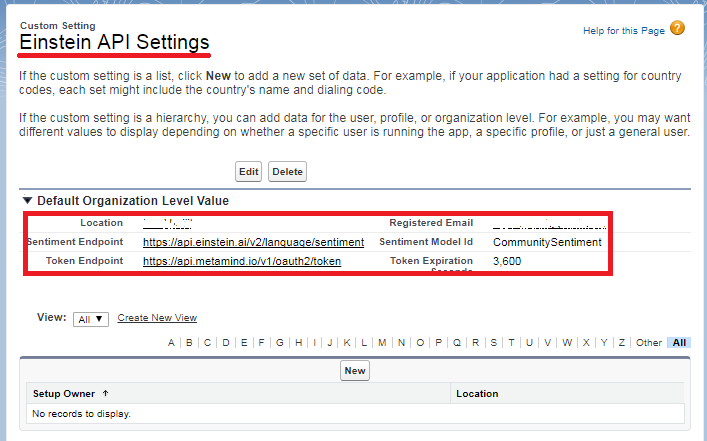 Custom Setting
Einstein API Settings
Help for this Page ?
If the custom setting is a list, click New to add a new set of data. For example, if your application had a setting for country
codes, each set might include the country's name and dialing code.
If the custom setting is a hierarchy, you can add data for the user, profile, or organization level. For example, you may want
different values to display depending on whether a specific user is running the app, a specific profile, or just a general user.
Edit Delete
▼ Default Organization Level Value
Location Registered Email
Sentiment Endpoint https://api.einstein.ai/v2/language/sentiment Sentiment Model Id CommunitySentiment
Token Endpoint https://api.metamind.io/v1/oauth2/token Token Expiration 3,600
Seconds
View: All ▼ Create New View
A | B | C | D | E | F | G | H | I | J | K | L | M | N | O | P | Q | R | S | T | U | V | W | X | Y | Z | Other | All
New
Setup Owner ↑ Location
No records to display.